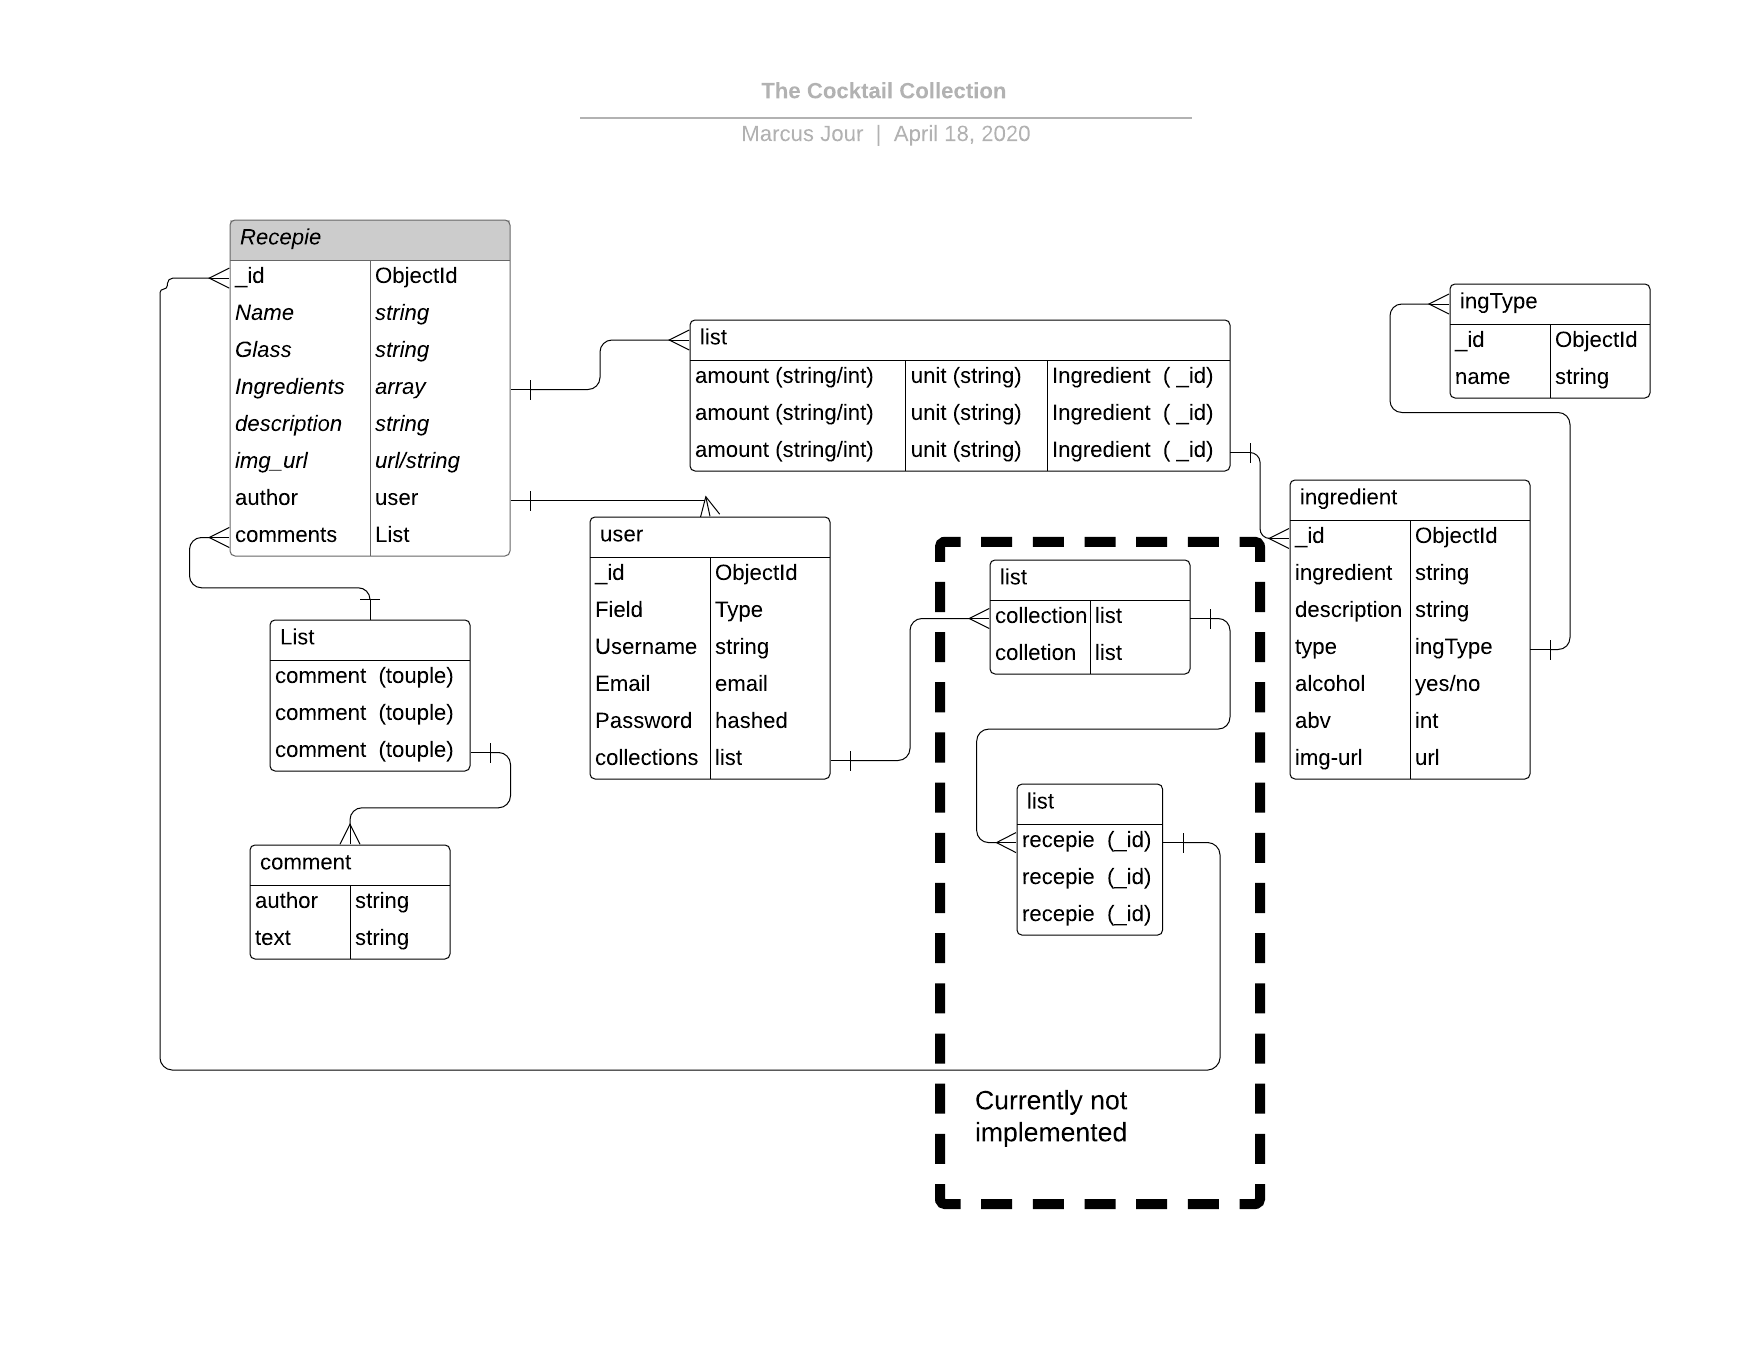 The Cocktail Collection
Marcus Jour | April 18, 2020
Recepie
_id ObjectId
Name string
Glass string
Ingredients array
description string
img_url url/string
author user
comments List
list
amount (string/int) unit (string) Ingredient ( _id)
amount (string/int) unit (string) Ingredient ( _id)
amount (string/int) unit (string) Ingredient ( _id)
ingType
_id ObjectId
name string
user
_id ObjectId
Field Type
Username string
Email email
Password hashed
collections list
ingredient
_id ObjectId
ingredient string
description string
type ingType
alcohol yes/no
abv int
img-url url
list
collection list
colletion list
List
comment (touple)
comment (touple)
comment (touple)
list
recepie (_id)
recepie (_id)
recepie (_id)
comment
author string
text string
Currently not
implemented